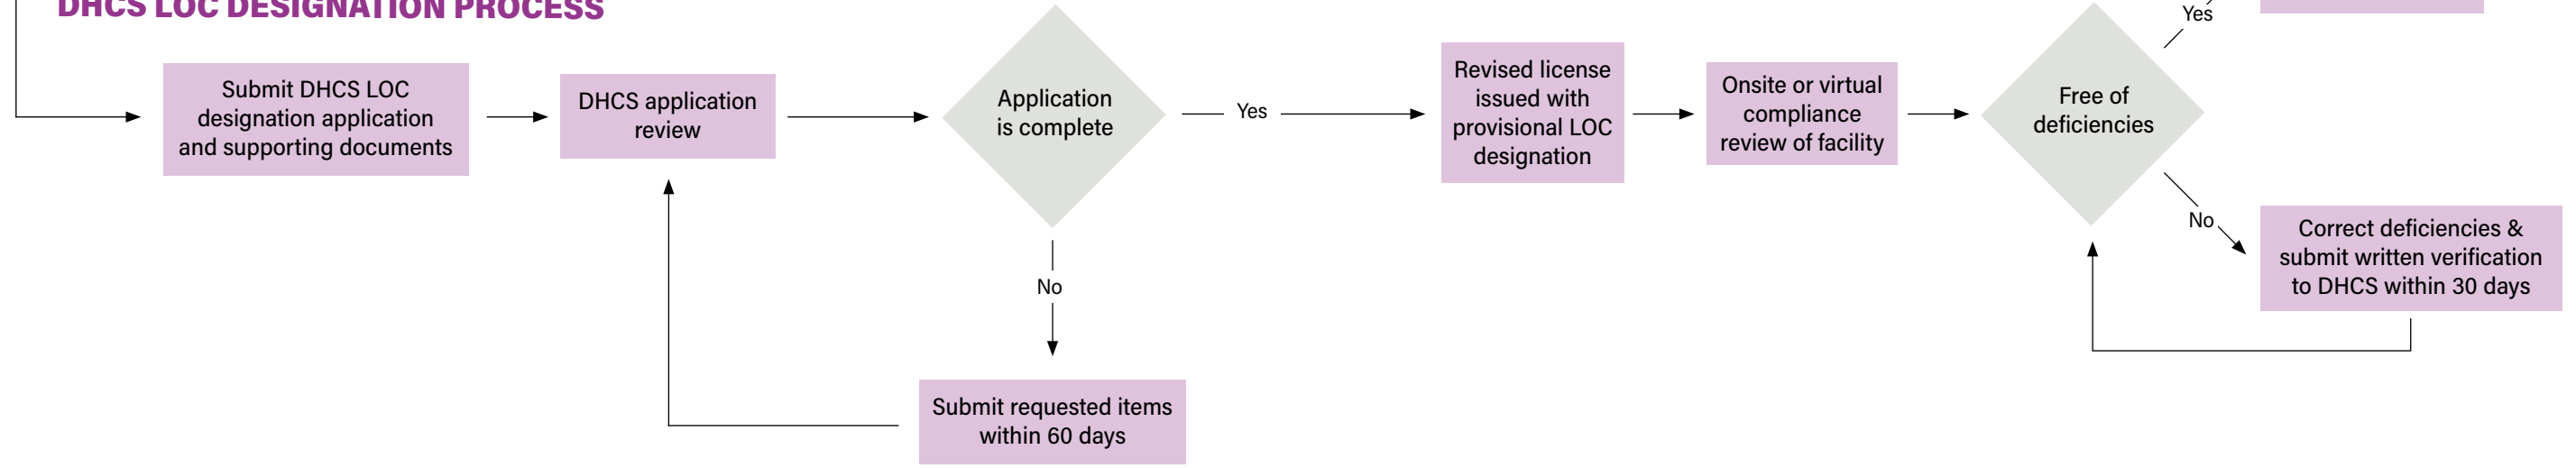 DHCS LOC DESIGNATION PROCESS
Submit DHCS LOC
designation application
and supporting documents
DHCS application
review
Application
is complete
Yes
Revised license
issued with
provisional LOC
designation
Onsite or virtual
compliance
review of facility
Free of
deficiencies
Yes
No
Correct deficiencies &
submit written verification
to DHCS within 30 days
No
Submit requested items
within 60 days